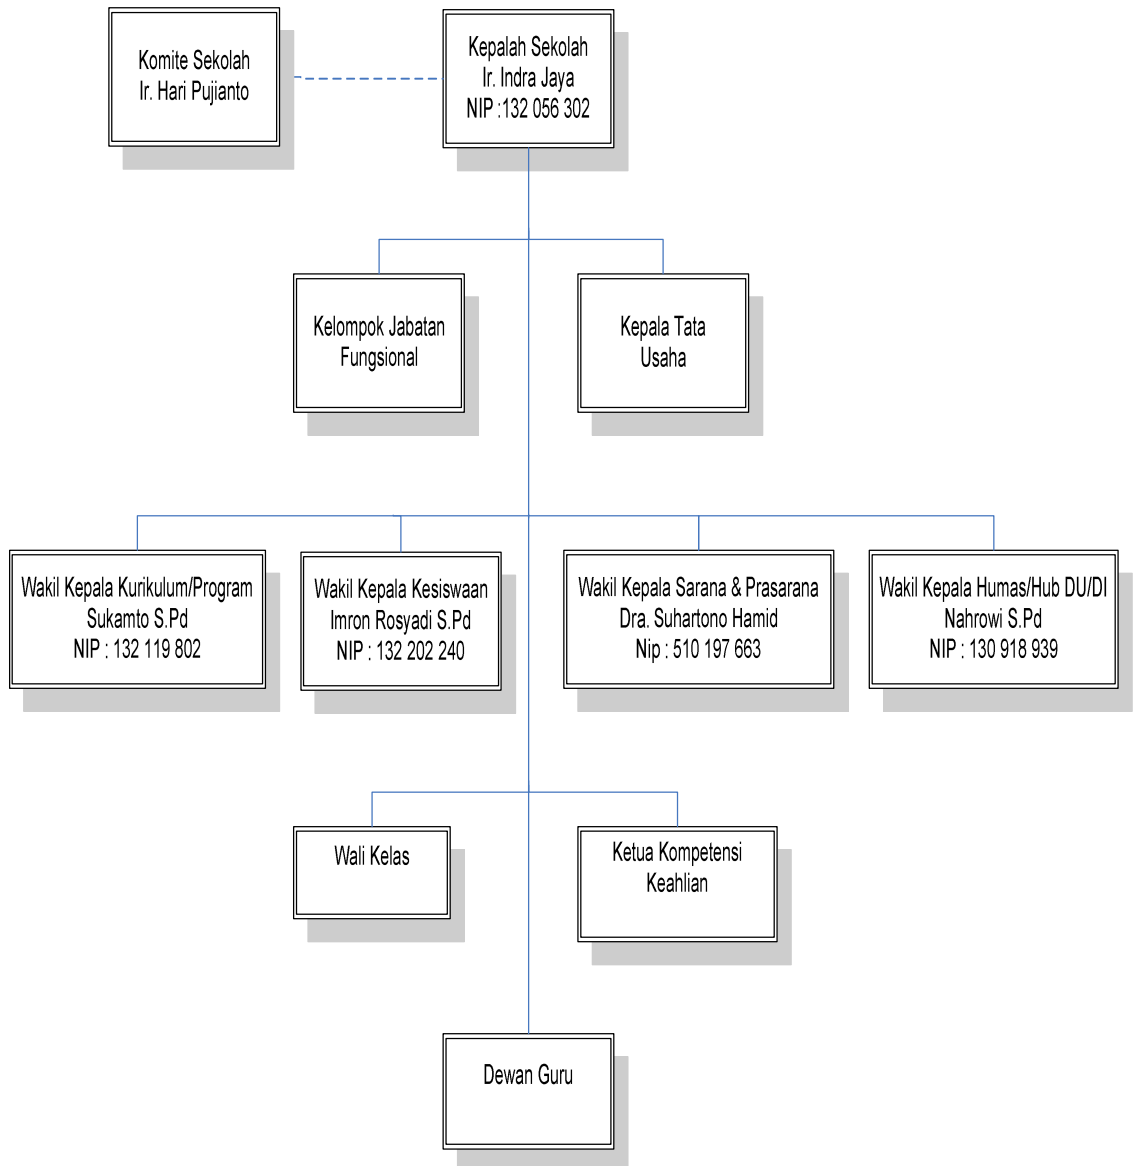 Komite Sekolah
Ir. Hari Pujianto
Kepalah Sekolah
Ir. Indra Jaya
NIP :132 056 302
Kelompok Jabatan
Fungsional
Kepala Tata
Usaha
Wakil Kepala Kurikulum/Program
Sukamto S.Pd
NIP : 132 119 802
Wakil Kepala Kesiswaan
Imron Rosyadi S.Pd
NIP : 132 202 240
Wakil Kepala Sarana & Prasarana
Dra. Suhartono Hamid
Nip : 510 197 663
Wakil Kepala Humas/Hub DU/DI
Nahrowi S.Pd
NIP : 130 918 939
Wali Kelas
Ketua Kompetensi
Keahlian
Dewan Guru